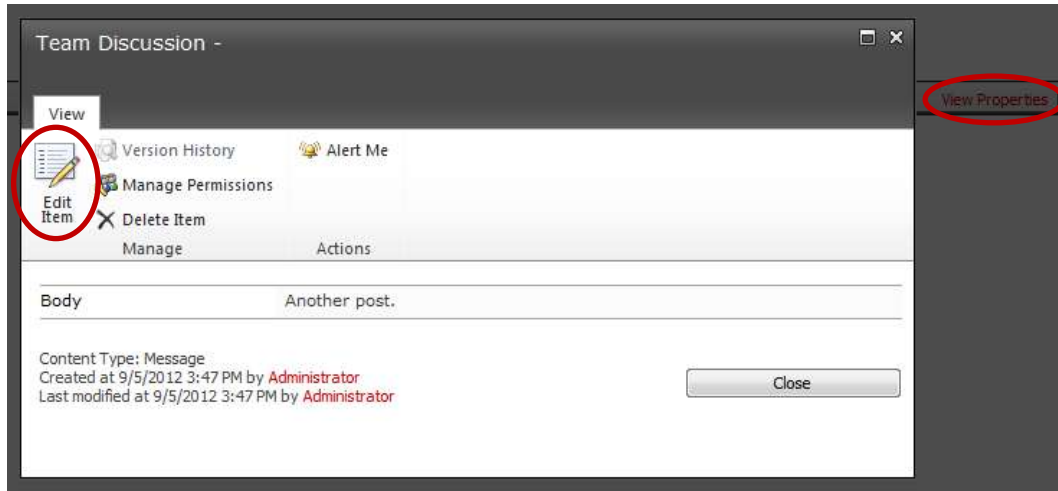 Team Discussion -
View Properties
View
Edit
Item
Version History
Manage Permissions
Delete Item
Manage
Alert Me
Actions
Body Another post.
Content Type: Message
Created at 9/5/2012 3:47 PM by Administrator
Last modified at 9/5/2012 3:47 PM by Administrator
Close